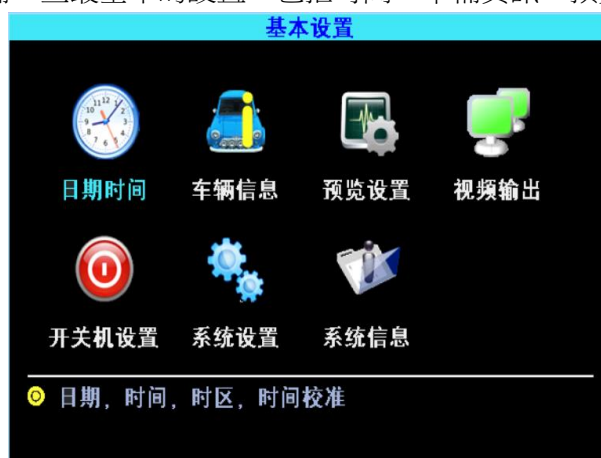 基本设置
日期时间 车辆信息 预览设置 视频输出
开关机设置 系统设置 系统信息
日期, 时间, 时区, 时间校准